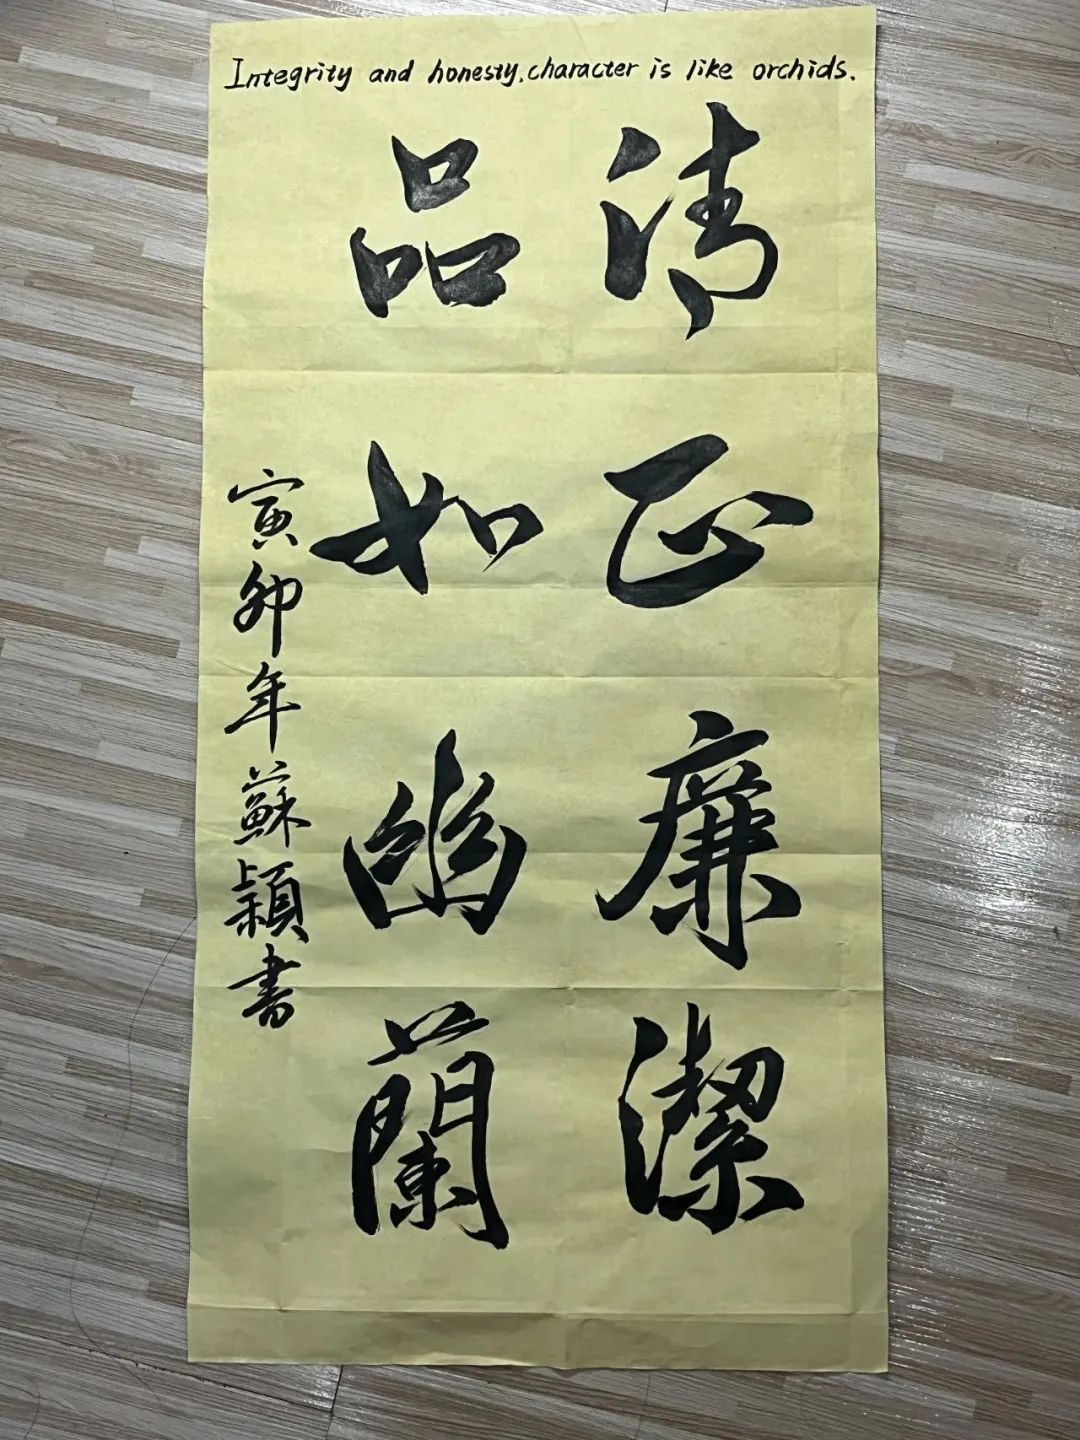 Integrity and honesty, character is like orchids.
清正廉潔
品如幽蘭
寅卯年蘇穎書